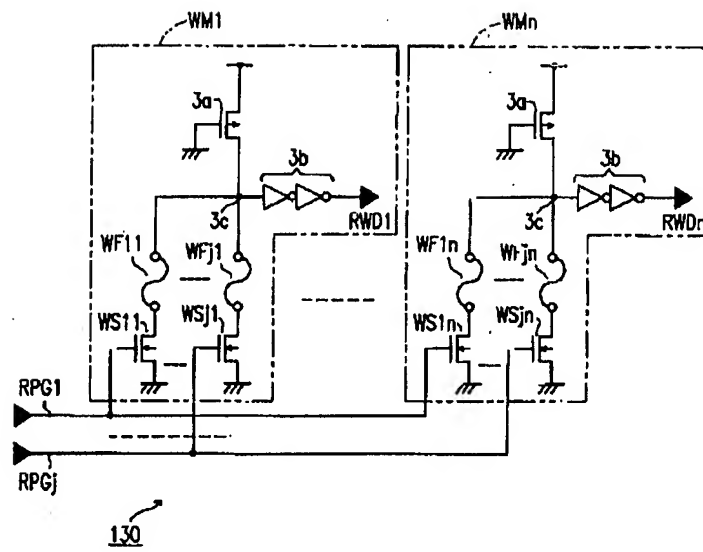 WM1
WMn
3a
3a
3b
3b
3c
3c
RWD1
RWDn
WF11
WFj1
WF1n
WFjn
WS11
WSj1
WS1n
WSjn
RPG1
RPGj
130